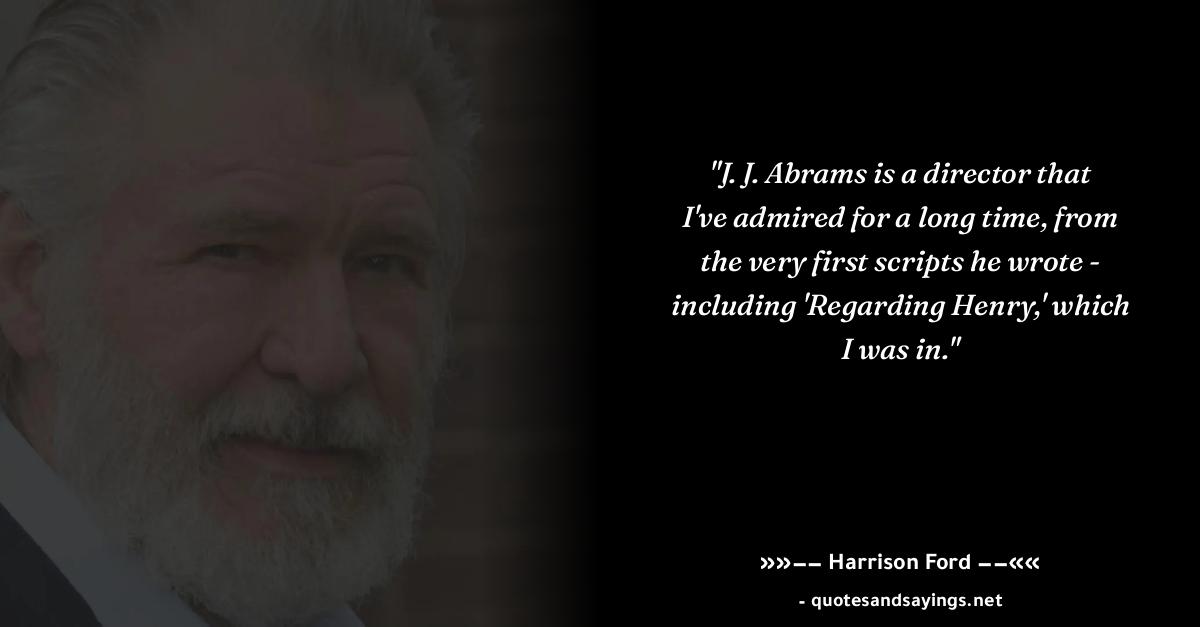 "J. J. Abrams is a director that
I've admired for a long time, from
the very first scripts he wrote -
including 'Regarding Henry,' which
I was in."
»»–– Harrison Ford ––««
- quotesandsayings.net